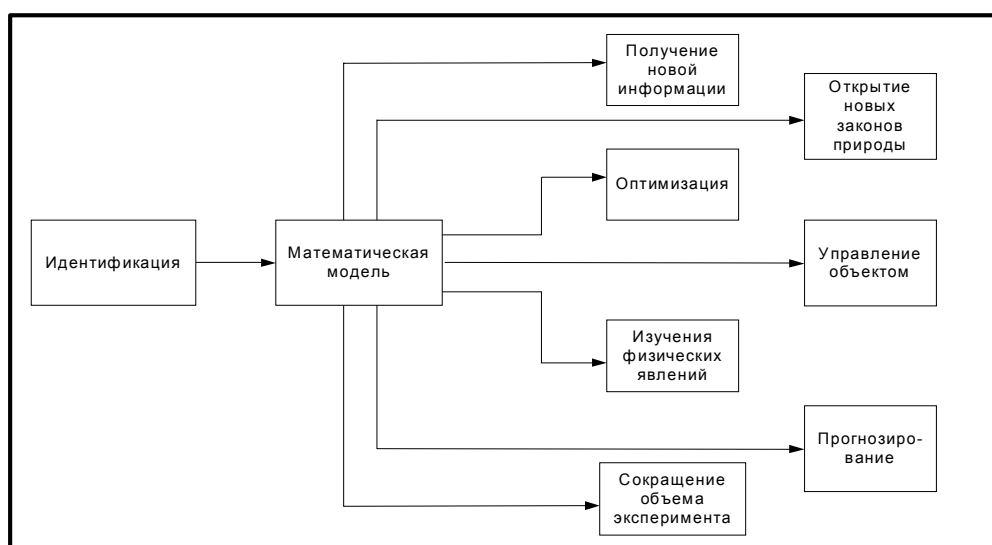 Получение
новой
информации
Открытие
новых
законов
природы
Оптимизация
Идентификация
Математическая
модель
Управление
объектом
Изучения
физических
явлений
Прогнозиро-
вание
Сокращение
объема
эксперимента